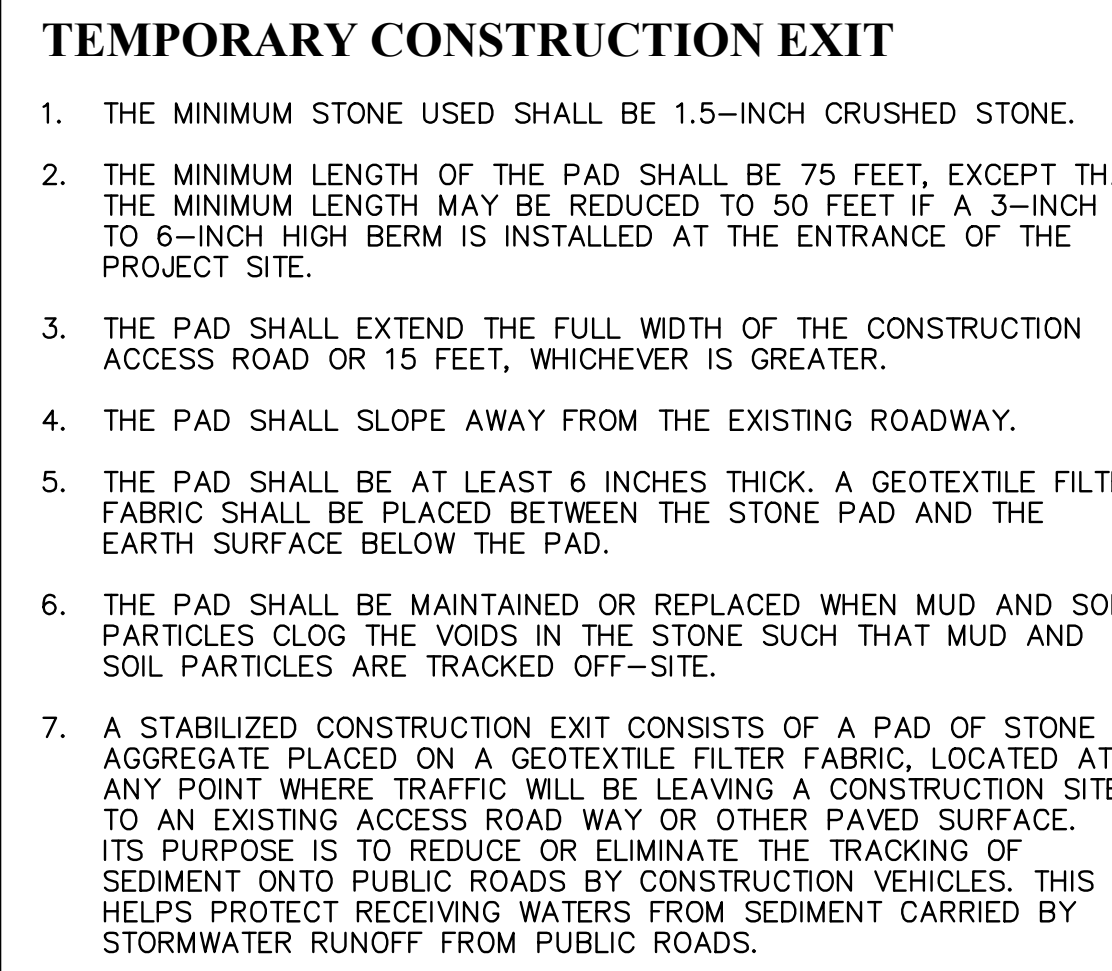 TEMPORARY CONSTRUCTION EXIT
1. THE MINIMUM STONE USED SHALL BE 1.5-INCH CRUSHED STONE.
2. THE MINIMUM LENGTH OF THE PAD SHALL BE 75 FEET, EXCEPT
THE MINIMUM LENGTH MAY BE REDUCED TO 50 FEET IF A 3-INCH
TO 6-INCH HIGH BERM IS INSTALLED AT THE ENTRANCE OF THE
PROJECT SITE.
3. THE PAD SHALL EXTEND THE FULL WIDTH OF THE CONSTRUCTION
ACCESS ROAD OR 15 FEET, WHICHEVER IS GREATER.
4. THE PAD SHALL SLOPE AWAY FROM THE EXISTING ROADWAY.
5. THE PAD SHALL BE AT LEAST 6 INCHES THICK. A GEOTEXTILE
FABRIC SHALL BE PLACED BETWEEN THE STONE PAD AND THE
EARTH SURFACE BELOW THE PAD.
6. THE PAD SHALL BE MAINTAINED OR REPLACED WHEN MUD AND
PARTICLES CLOG THE VOIDS IN THE STONE SUCH THAT MUD AND
SOIL PARTICLES ARE TRACKED OFF-SITE.
7. A STABILIZED CONSTRUCTION EXIT CONSISTS OF A PAD OF STONE
AGGREGATE PLACED ON A GEOTEXTILE FILTER FABRIC, LOCATED AT
ANY POINT WHERE TRAFFIC WILL BE LEAVING A CONSTRUCTION SITE
TO AN EXISTING ACCESS ROAD WAY OR OTHER PAVED SURFACE.
ITS PURPOSE IS TO REDUCE OR ELIMINATE THE TRACKING OF
SEDIMENT ONTO PUBLIC ROADS BY CONSTRUCTION VEHICLES. THIS
HELPS PROTECT RECEIVING WATERS FROM SEDIMENT CARRIED BY
STORMWATER RUNOFF FROM PUBLIC ROADS.